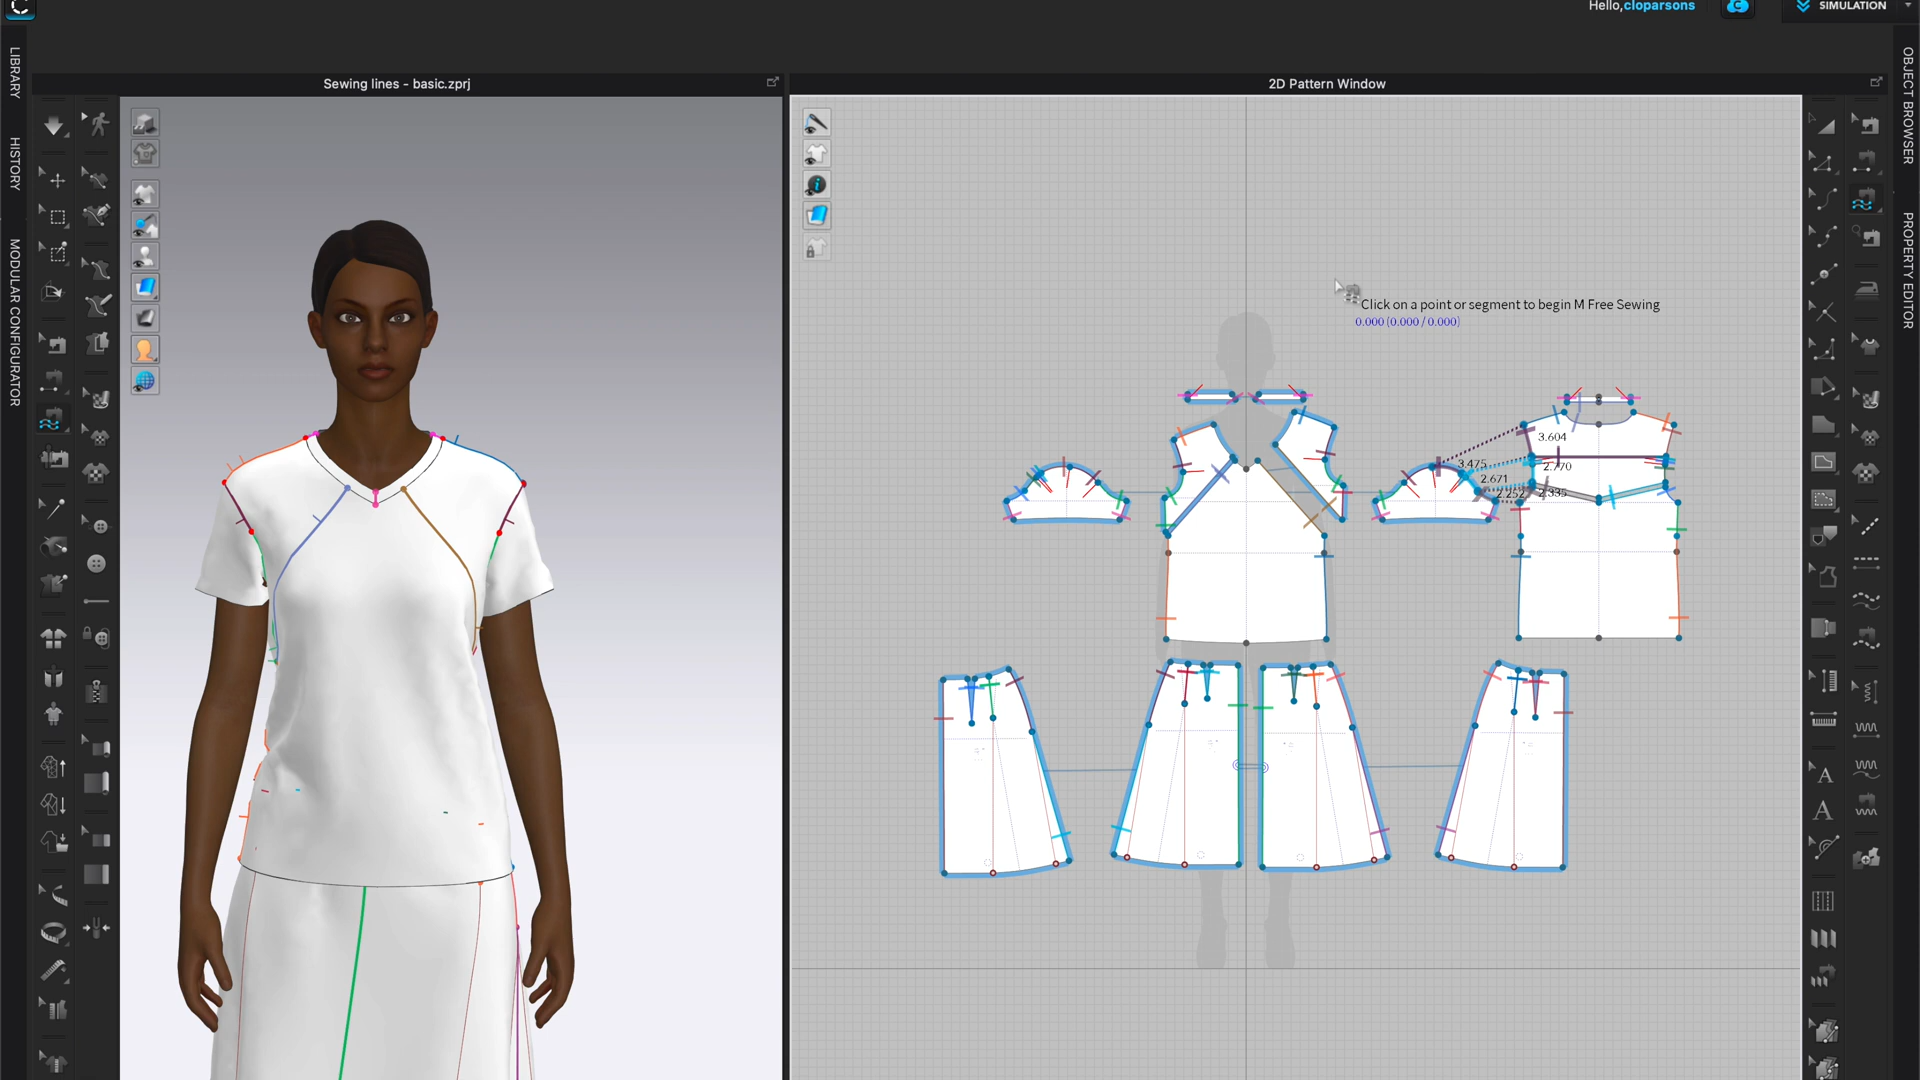 Hello,cloparsons
SIMULATION
LIBRARY
HISTORY
MODULAR CONFIGURATOR
Sewing lines - basic.zprj
2D Pattern Window
OBJECT BROWSER
PROPERTY EDITOR
Click on a point or segment to begin M Free Sewing
0.000 (0.000 / 0.000)
3.604
3.475
2.770
2.671
2.252
2.335
A
A